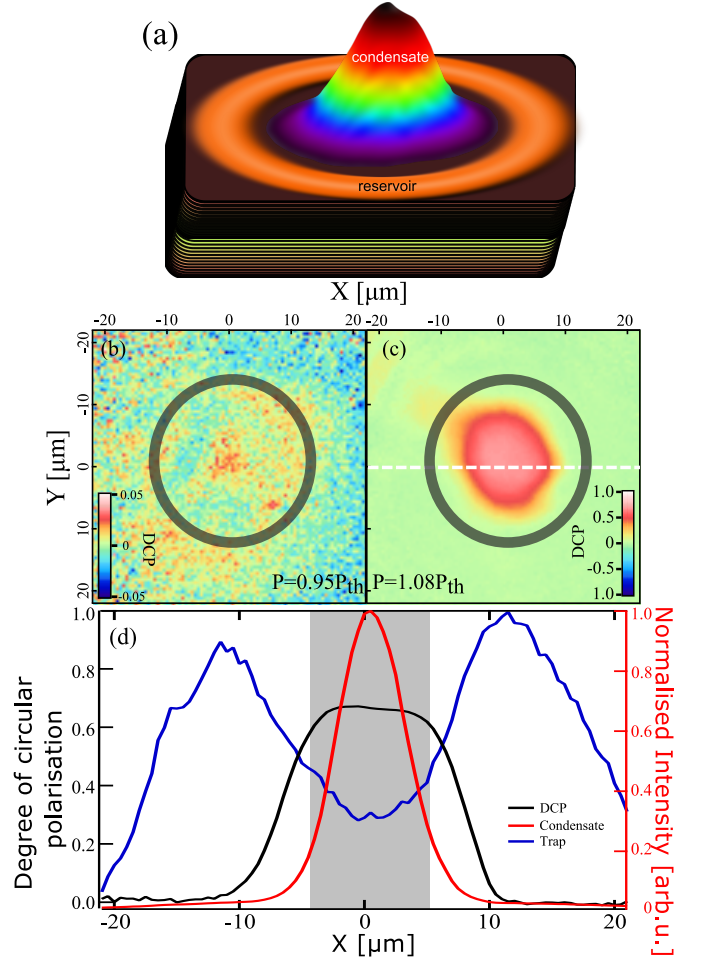 (a)
condensate
reservoir
X [μm]
-20 -10 0 10 20 -20 -10 0 10 20
(b) (c)
Y [μm]
-20
-10
0
10
20
0.05
0
-0.05
DCP
P=0.95Pth
P=1.08Pth
DCP
1.0
0.5
0
-0.5
1.0
(d)
Degree of circular
polarisation
1.0
0.8
0.6
0.4
0.2
0.0
Normalised Intensity [arb.u.]
1.0
0.8
0.6
0.4
0.2
0
DCP
Condensate
Trap
-20 -10 0 10 20
X [μm]